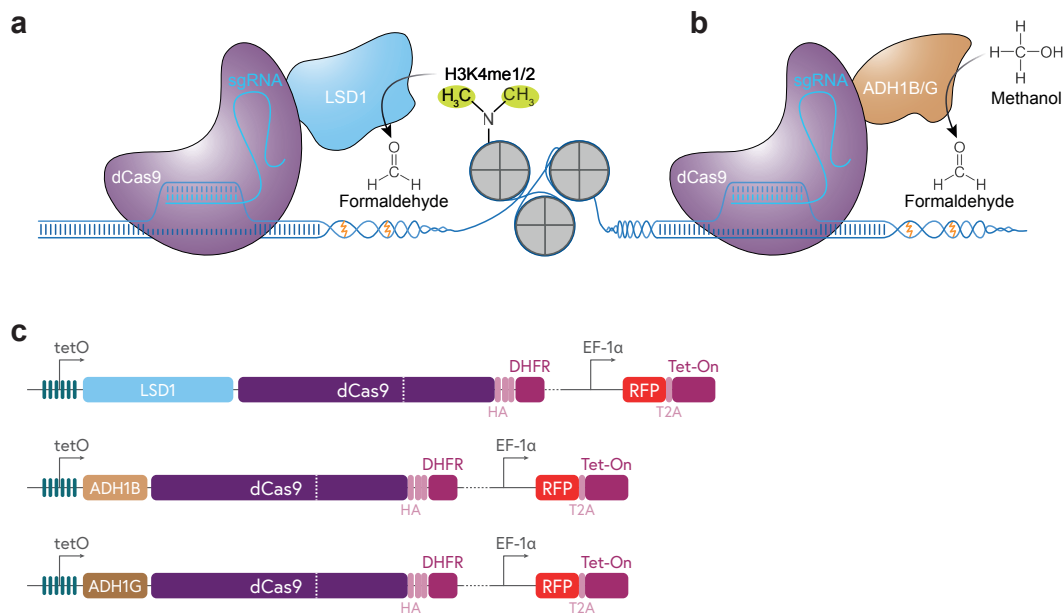 a
sgRNA
LSD1
dCas9
H3K4me1/2
H₃C
CH₃
N
O
H H
Formaldehyde
b
sgRNA
ADH1B/G
dCas9
H
H C OH
H
Methanol
O
H H
Formaldehyde
c
tetO
LSD1
dCas9
HA
DHFR
EF-1α
RFP
T2A
Tet-On
tetO
ADH1B
dCas9
HA
DHFR
EF-1α
RFP
T2A
Tet-On
tetO
ADH1G
dCas9
HA
DHFR
EF-1α
RFP
T2A
Tet-On